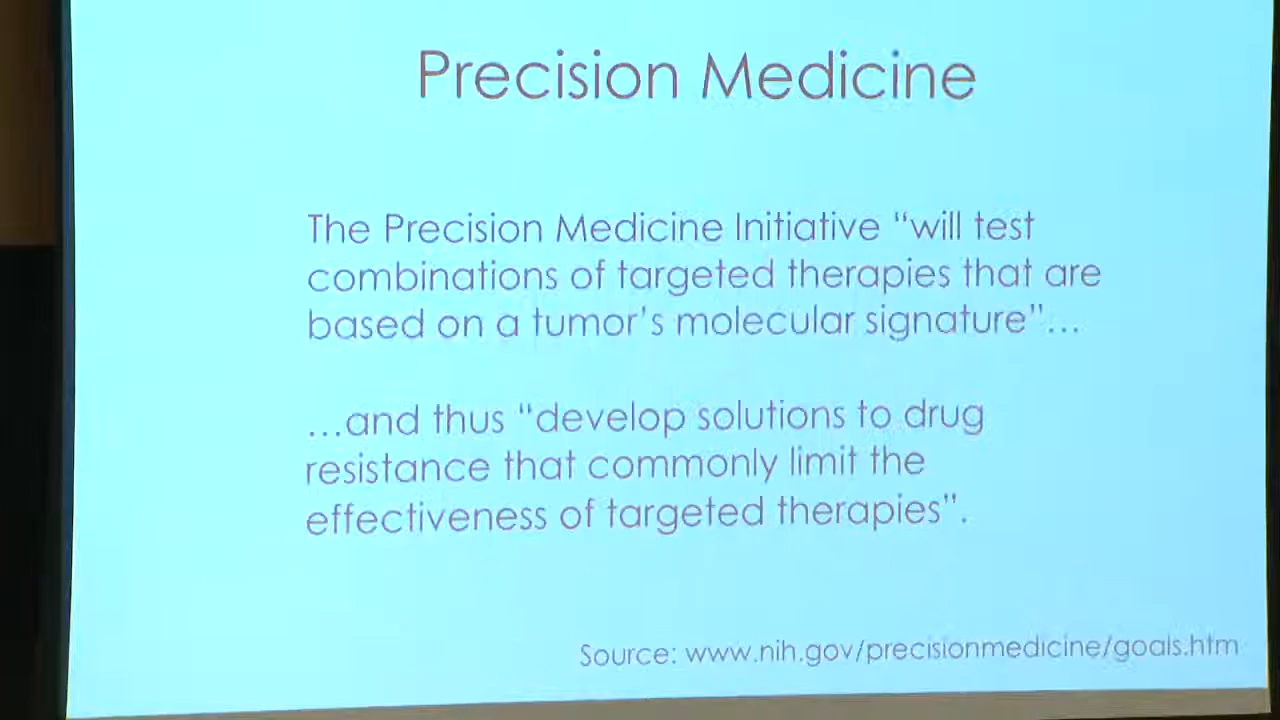 Precision Medicine
The Precision Medicine Initiative “will test
combinations of targeted therapies that are
based on a tumor’s molecular signature”...
...and thus “develop solutions to drug
resistance that commonly limit the
effectiveness of targeted therapies”.
Source: www.nih.gov/precisionmedicine/goals.htm